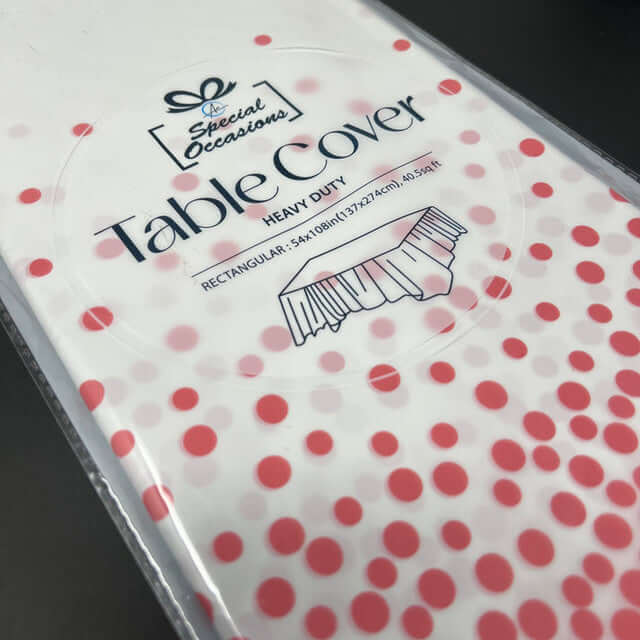 Special
Occasions
Table Cover
HEAVY DUTY
RECTANGULAR : 54x108in(137x274cm), 40.5sq.ft